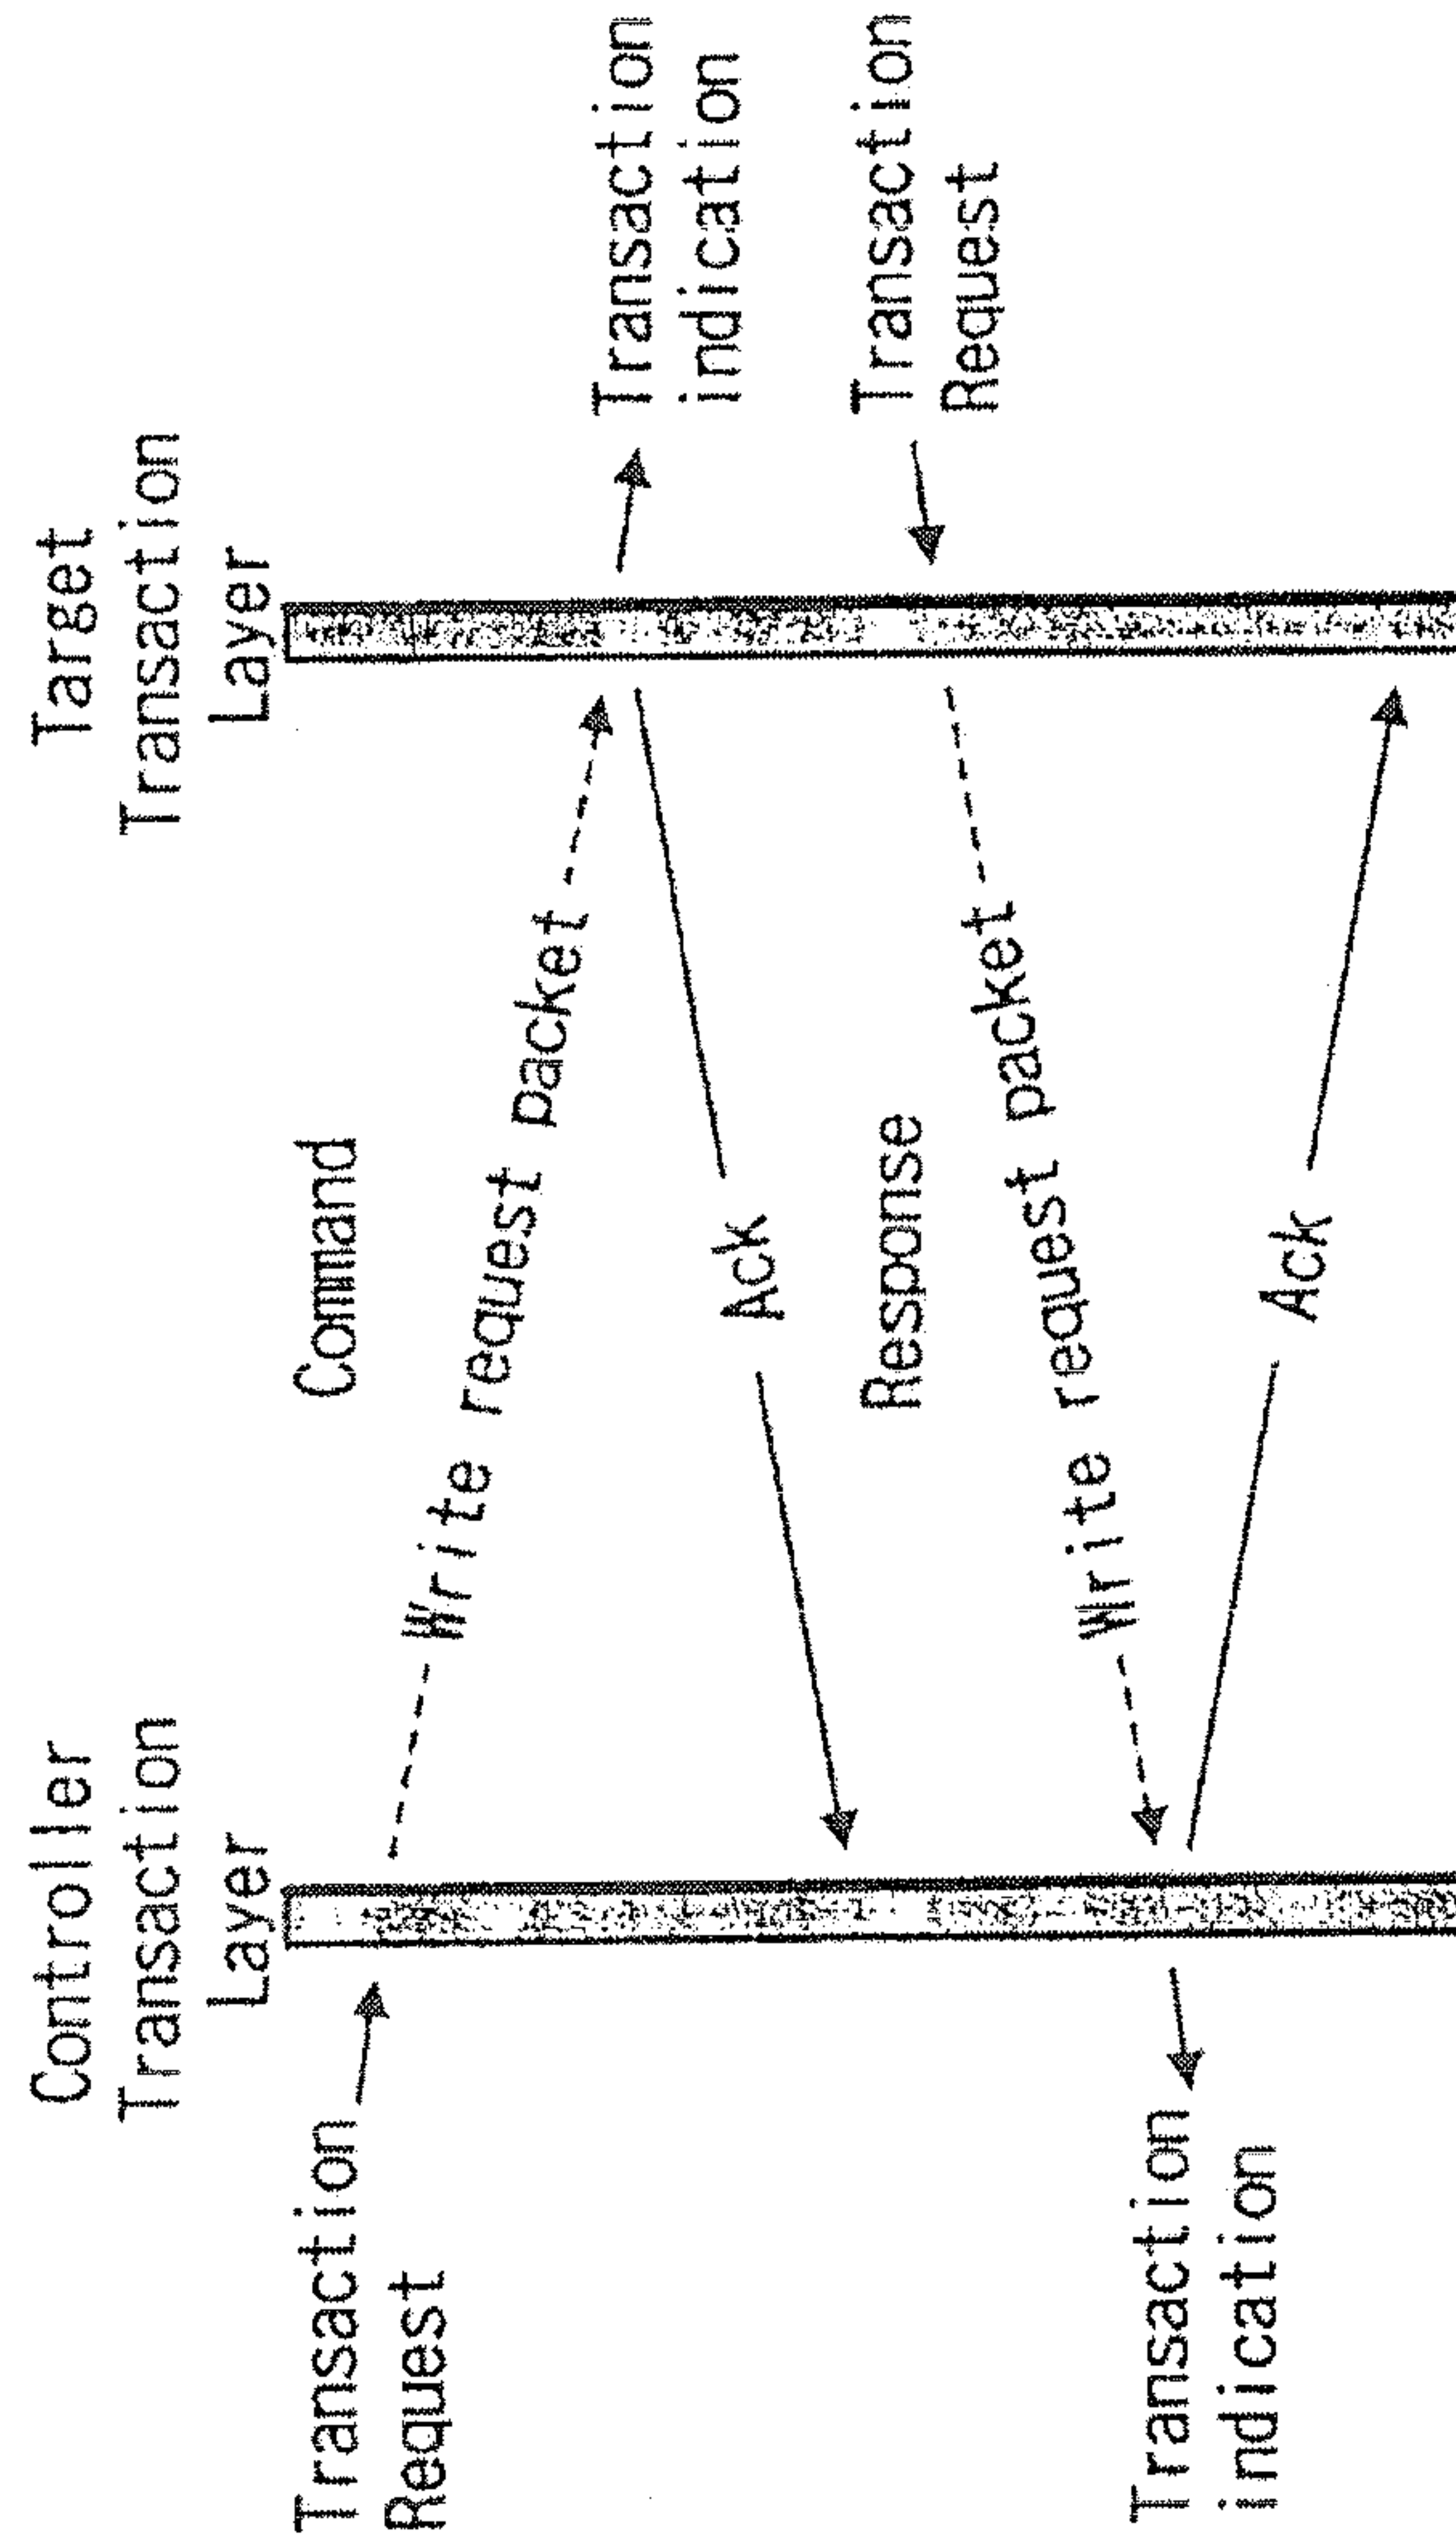 Controller
Transaction
Layer
Target
Transaction
Layer
Transaction
Request
Command
Write request packet
Transaction
indication
Ack
Response
Transaction
Request
Write request packet
Transaction
indication
Ack